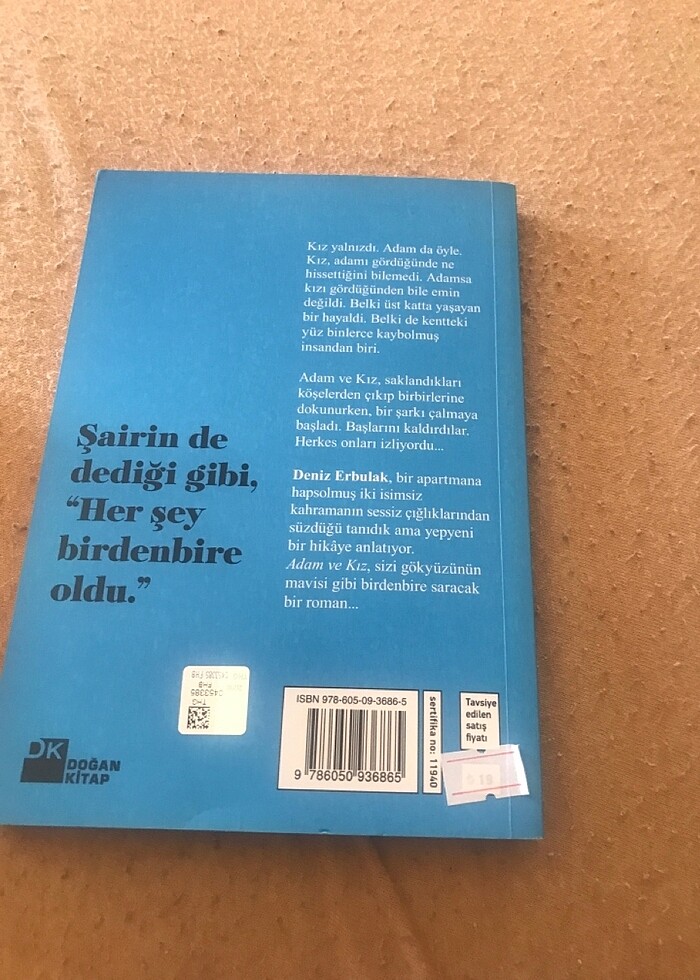 Kız yalnızdı. Adam da öyle.
Kız, adamı gördüğünde ne
hissettiğini bilemedi. Adamsa
kızı gördüğünden bile emin
değildi. Belki üst katta yaşayan
bir hayaldi. Belki de kentteki
yüz binlerce kaybolmuş
insandan biri.
Adam ve Kız, saklandıkları
köşelerden çıkıp birbirlerine
dokunurken, bir şarkı çalmaya
başladı. Başlarını kaldırdılar.
Herkes onları izliyordu...
Deniz Erbulak, bir apartmana
hapsolmuş iki isimsiz
kahramanın sessiz çığlıklarından
süzdüğü tanıdık ama yepyeni
bir hikâye anlatıyor.
Adam ve Kız, sizi gökyüzünün
mavisi gibi birdenbire saracak
bir roman...
Şairin de
dediği gibi,
“Her şey
birdenbire
oldu.”
THG
2453385
FHB
DK
DOĞAN
KİTAP
ISBN 978-605-09-3686-5
9 786050 936865
sertifika no: 11940
Tavsiye
edilen
satış
fiyatı
19